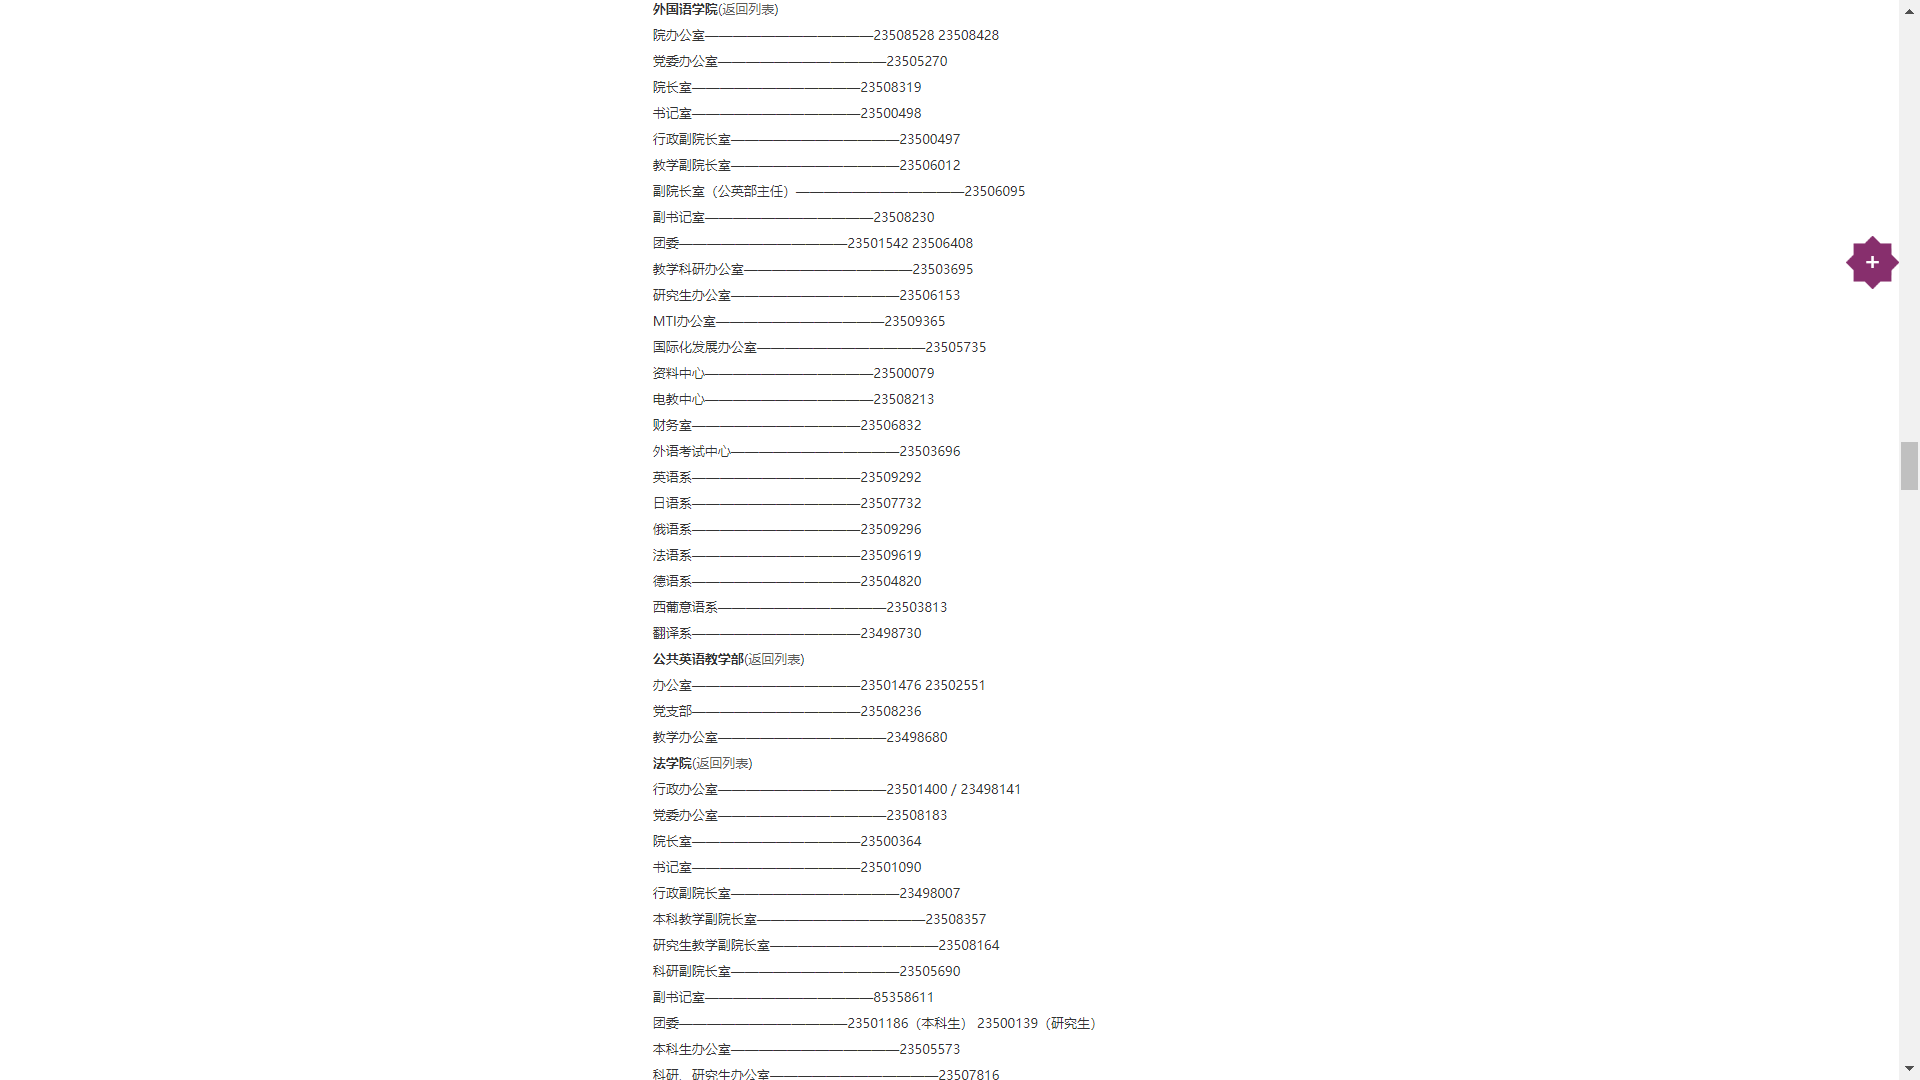 外国语学院(返回列表)
院办公室————————————23508528 23508428
党委办公室————————————23505270
院长室————————————23508319
书记室————————————23500498
行政副院长室————————————23500497
教学副院长室————————————23506012
副院长室（公英部主任）————————————23506095
副书记室————————————23508230
团委————————————23501542 23506408
教学科研办公室————————————23503695
研究生办公室————————————23506153
MTI办公室————————————23509365
国际化发展办公室————————————23505735
资料中心————————————23500079
电教中心————————————23508213
财务室————————————23506832
外语考试中心————————————23503696
英语系————————————23509292
日语系————————————23507732
俄语系————————————23509296
法语系————————————23509619
德语系————————————23504820
西葡意语系————————————23503813
翻译系————————————23498730
公共英语教学部(返回列表)
办公室————————————23501476 23502551
党支部————————————23508236
教学办公室————————————23498680
法学院(返回列表)
行政办公室————————————23501400 / 23498141
党委办公室————————————23508183
院长室————————————23500364
书记室————————————23501090
行政副院长室————————————23498007
本科教学副院长室————————————23508357
研究生教学副院长室————————————23508164
科研副院长室————————————23505690
副书记室————————————85358611
团委————————————23501186（本科生） 23500139（研究生）
本科生办公室————————————23505573
科研、研究生办公室————————————23507816
+